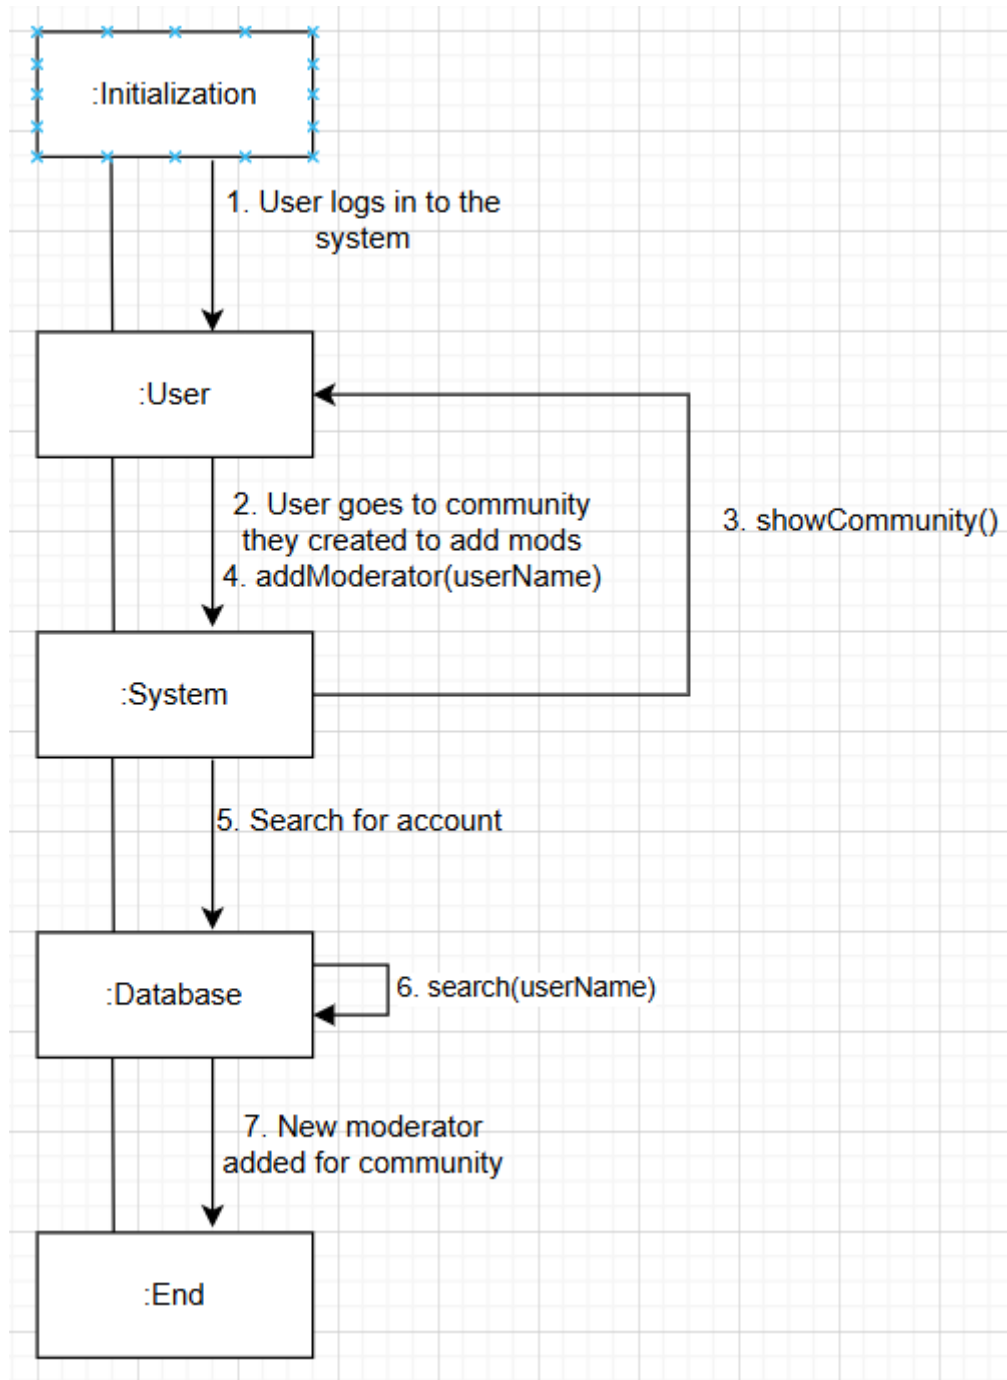 :Initialization
1. User logs in to the
system
:User
2. User goes to community
they created to add mods
4. addModerator(userName)
3. showCommunity()
:System
5. Search for account
:Database
6. search(userName)
7. New moderator
added for community
:End